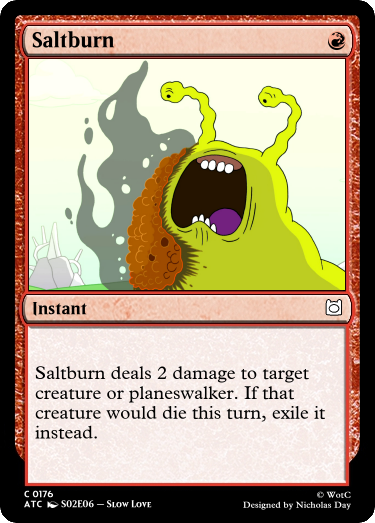 Saltburn
Instant
Saltburn deals 2 damage to target
creature or planeswalker. If that
creature would die this turn, exile it
instead.
C 0176
© WotC
ATC S02E06 — Slow Love
Designed by Nicholas Day